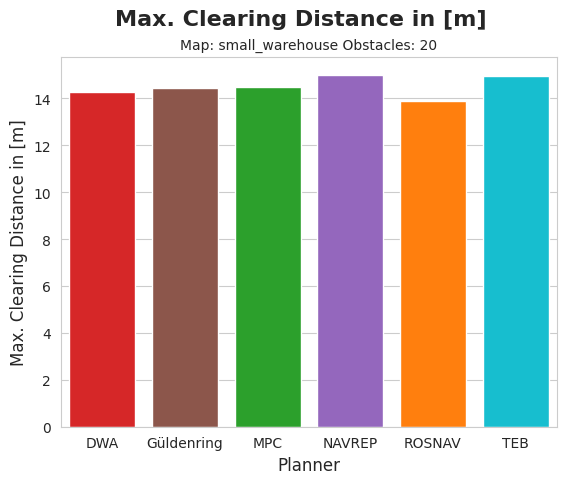 Max. Clearing Distance in [m]
Map: small_warehouse Obstacles: 20
Max. Clearing Distance in [m]
14
12
10
8
6
4
2
0
DWA Güldenring MPC NAVREP ROSNAV TEB
Planner